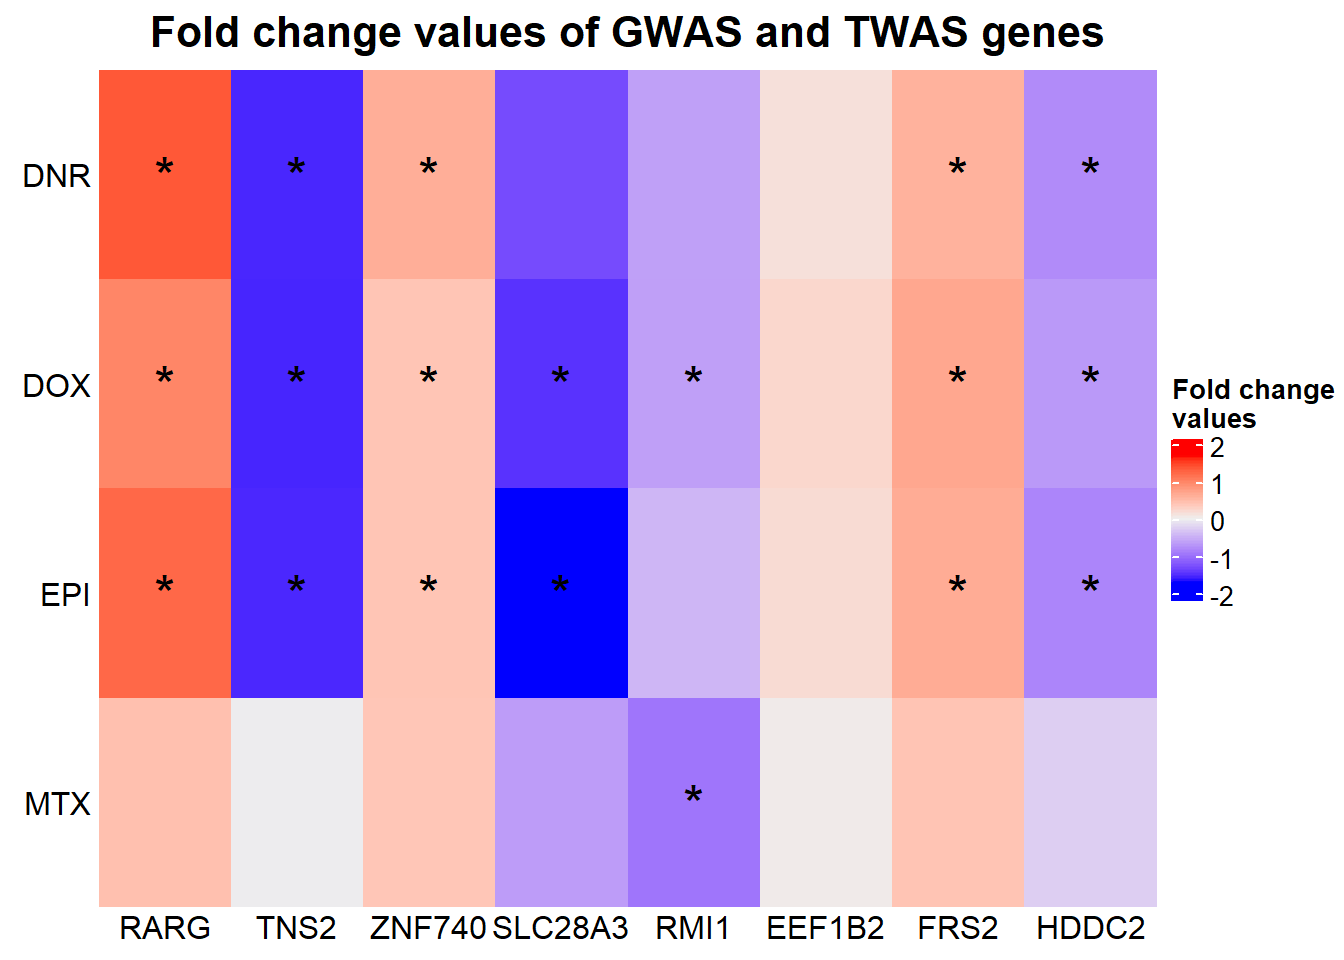 Fold change values of GWAS and TWAS genes
DNR * * * * *
DOX * * * * * * *
EPI * * * * * *
MTX *
RARG TNS2 ZNF740 SLC28A3 RMI1 EEF1B2 FRS2 HDDC2
Fold change
values
2
1
0
-1
-2